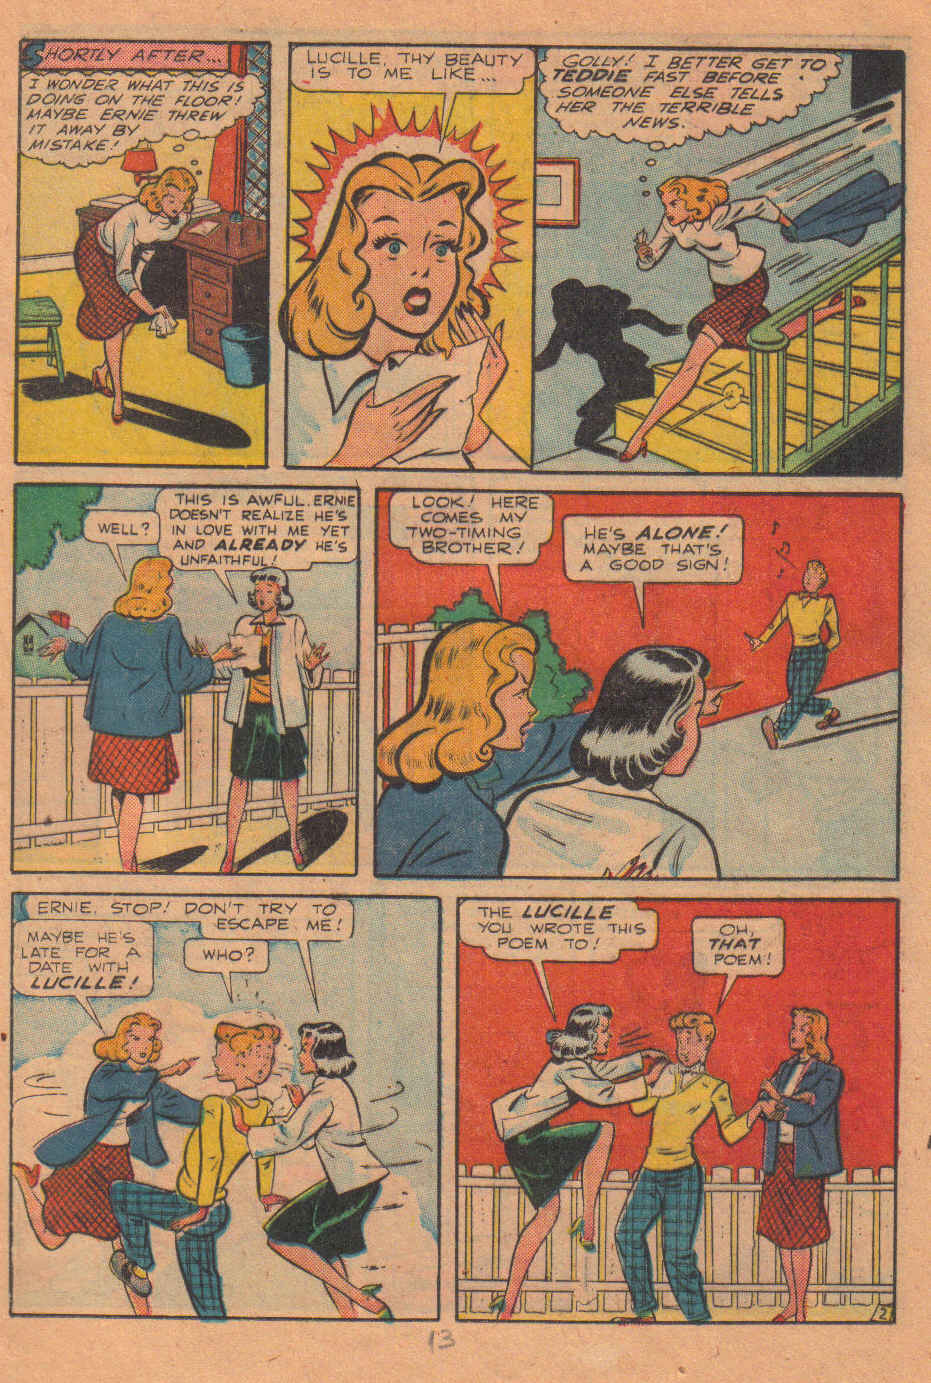 SHORTLY AFTER...
I WONDER WHAT THIS IS
DOING ON THE FLOOR!
MAYBE ERNIE THREW
IT AWAY BY
MISTAKE!
LUCILLE, THY BEAUTY
IS TO ME LIKE...
GOLLY! I BETTER GET TO
TEDDIE FAST BEFORE
SOMEONE ELSE TELLS
HER THE TERRIBLE
NEWS.
WELL?
THIS IS AWFUL. ERNIE
DOESN'T REALIZE HE'S
IN LOVE WITH ME YET
AND ALREADY HE'S
UNFAITHFUL!
LOOK! HERE
COMES MY
TWO-TIMING
BROTHER!
HE'S ALONE!
MAYBE THAT'S
A GOOD SIGN!
ERNIE, STOP! DON'T TRY TO
ESCAPE ME!
MAYBE HE'S
LATE FOR A
DATE WITH
LUCILLE!
WHO?
THE LUCILLE
YOU WROTE THIS
POEM TO!
OH,
THAT
POEM!
2
13